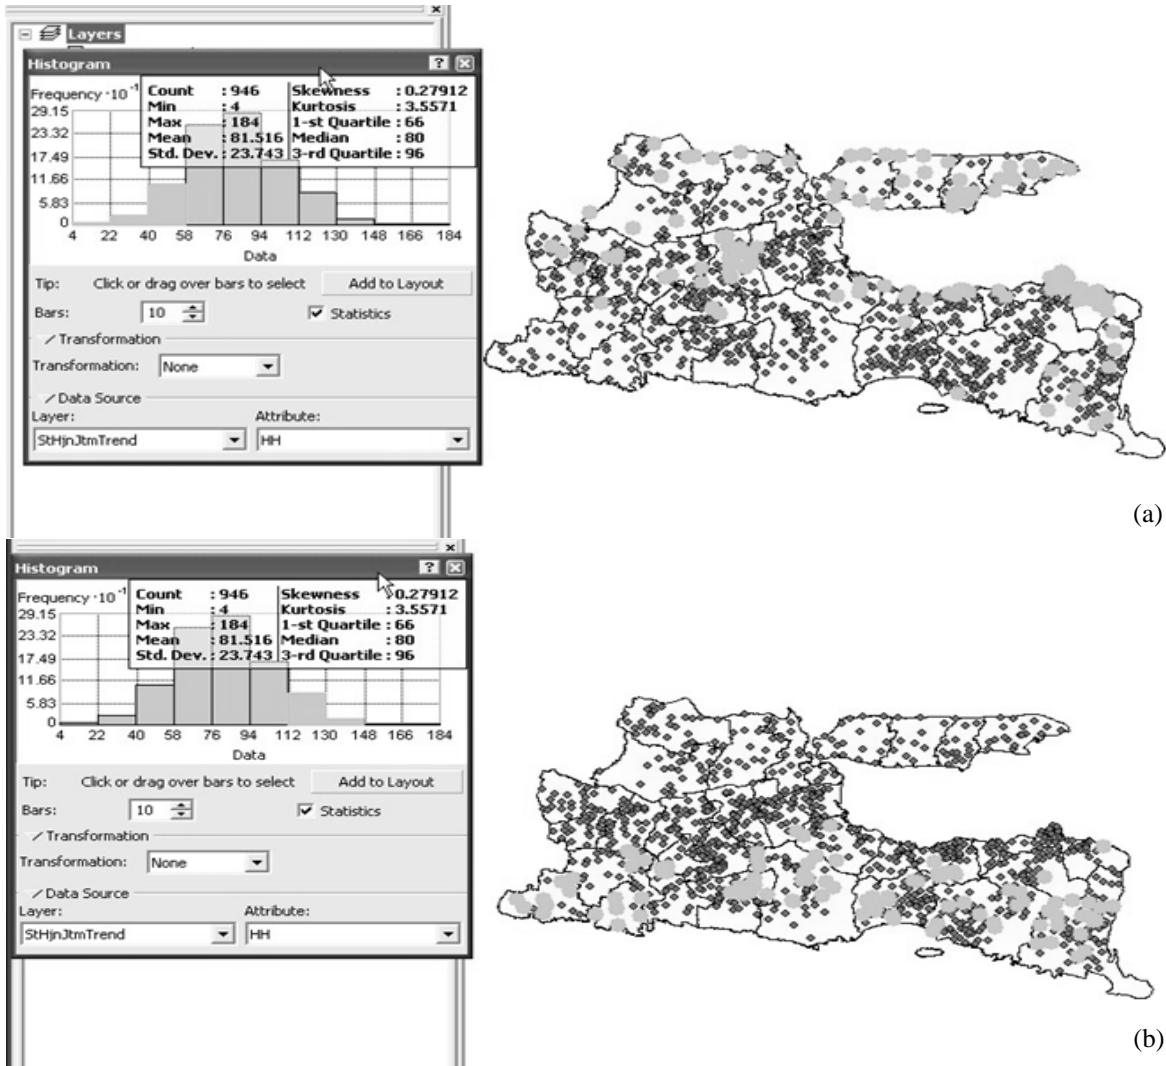 Layers
Histogram
Frequency ·10 -1
Count : 946 Skewness : 0.27912
Min : 4 Kurtosis : 3.5571
Max : 184 1-st Quartile : 66
Mean : 81.516 Median : 80
Std. Dev. : 23.743 3-rd Quartile : 96
29.15
23.32
17.49
11.66
5.83
0
4 22 40 58 76 94 112 130 148 166 184
Data
Tip: Click or drag over bars to select Add to Layout
Bars: 10 Statistics
Transformation
Transformation: None
Data Source
Layer: Attribute:
StHjnJtmTrend HH
(a)
Histogram
Frequency ·10 -1
Count : 946 Skewness : 0.27912
Min : 4 Kurtosis : 3.5571
Max : 184 1-st Quartile : 66
Mean : 81.516 Median : 80
Std. Dev. : 23.743 3-rd Quartile : 96
29.15
23.32
17.49
11.66
5.83
0
4 22 40 58 76 94 112 130 148 166 184
Data
Tip: Click or drag over bars to select Add to Layout
Bars: 10 Statistics
Transformation
Transformation: None
Data Source
Layer: Attribute:
StHjnJtmTrend HH
(b)